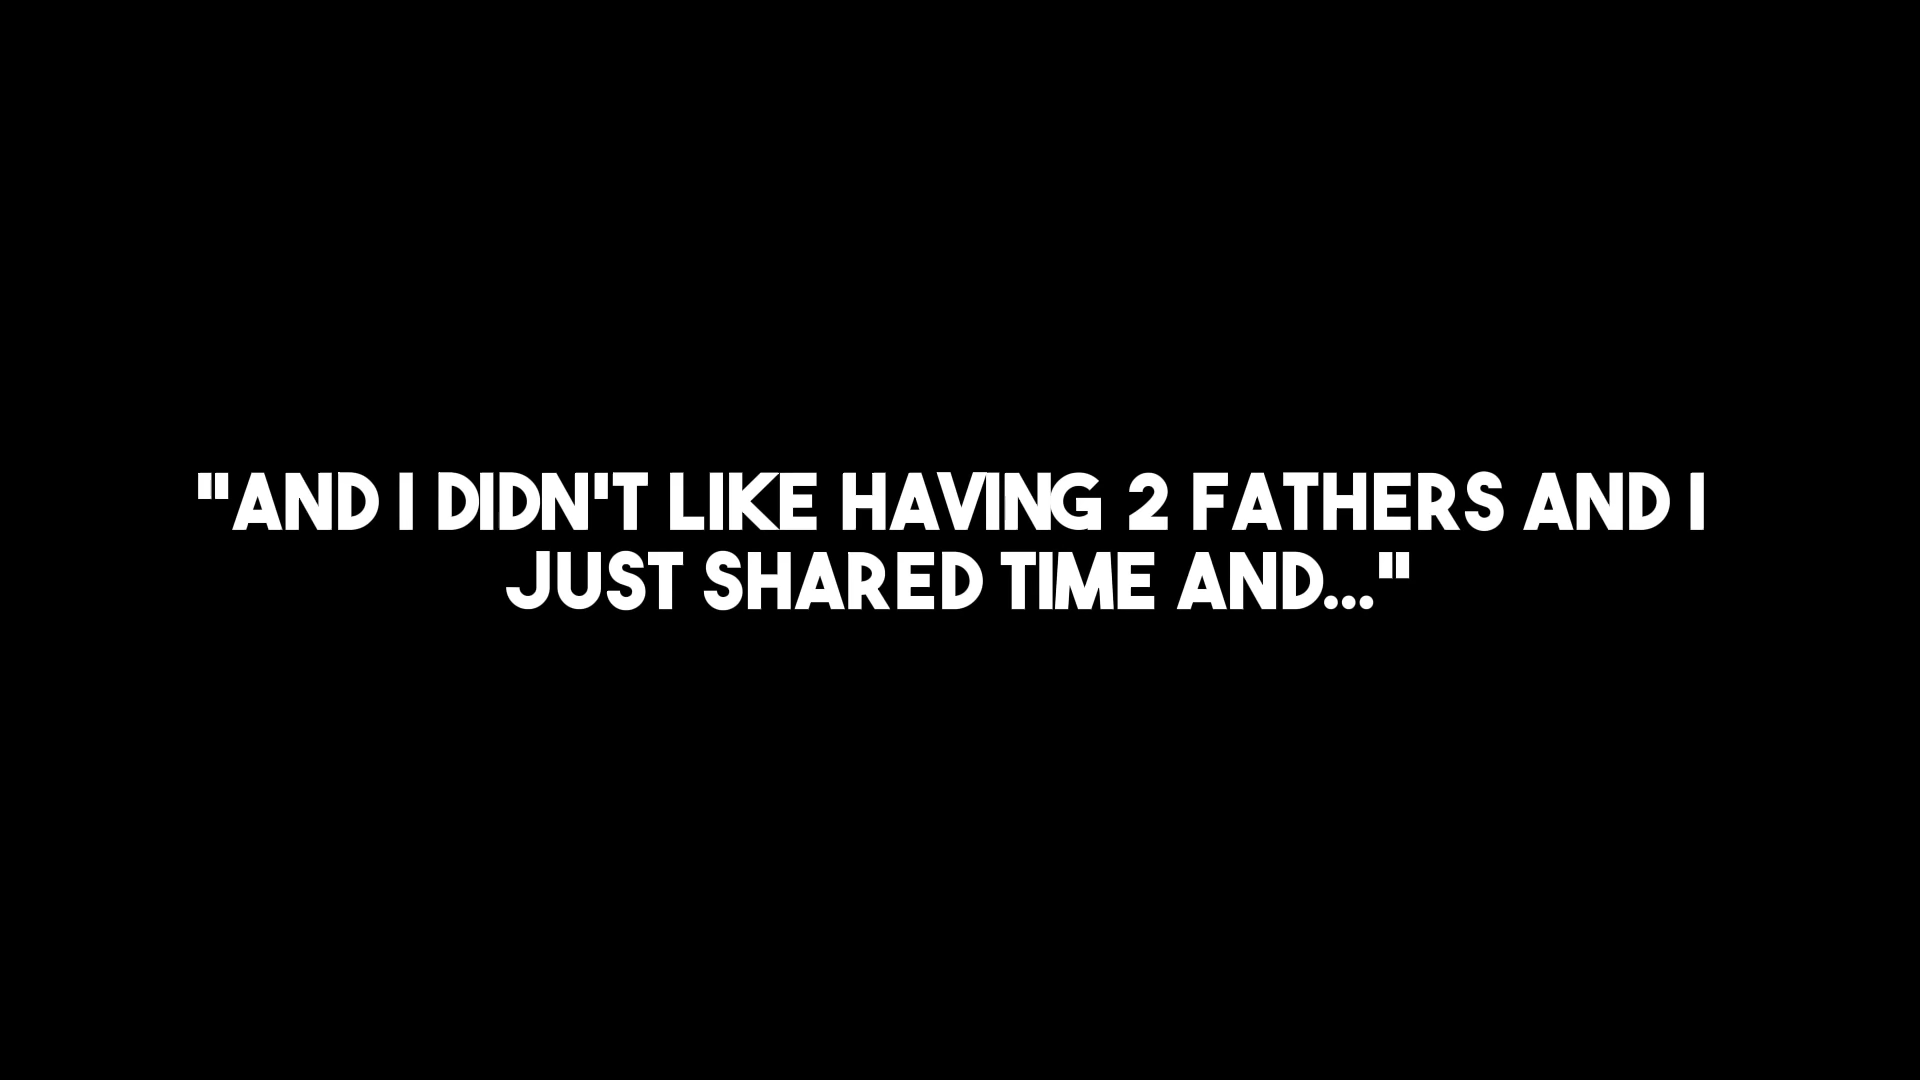 "AND I DIDN'T LIKE HAVING 2 FATHERS AND I
JUST SHARED TIME AND..."